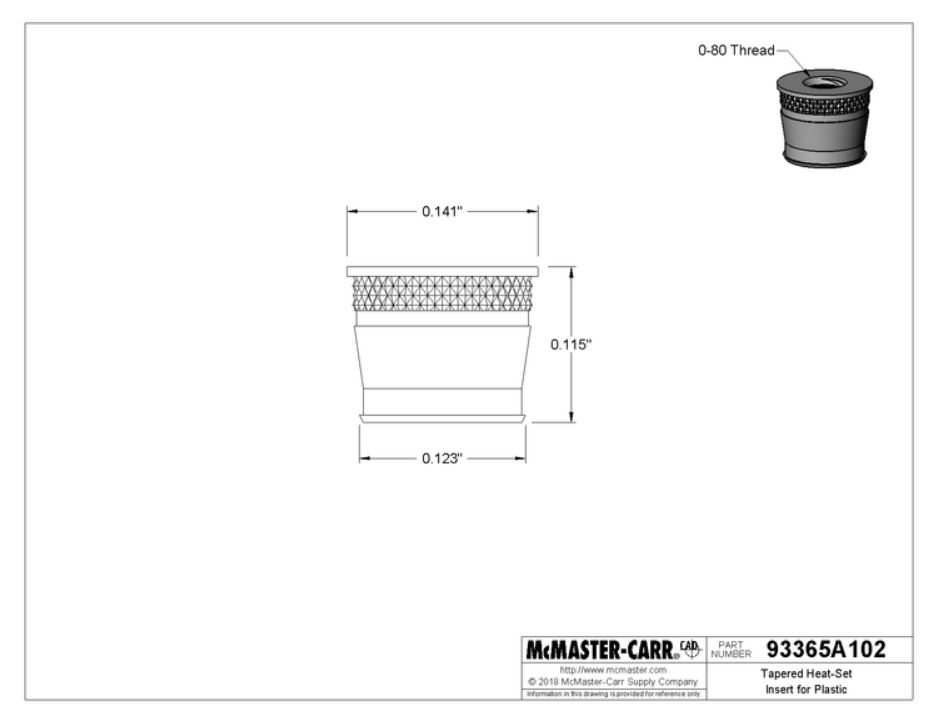 0-80 Thread
0.141"
0.115"
0.123"
McMASTER-CARR® CAD
http://www.mcmaster.com
© 2018 McMaster-Carr Supply Company
Information in this drawing is provided for reference only.
PART
NUMBER
93365A102
Tapered Heat-Set
Insert for Plastic